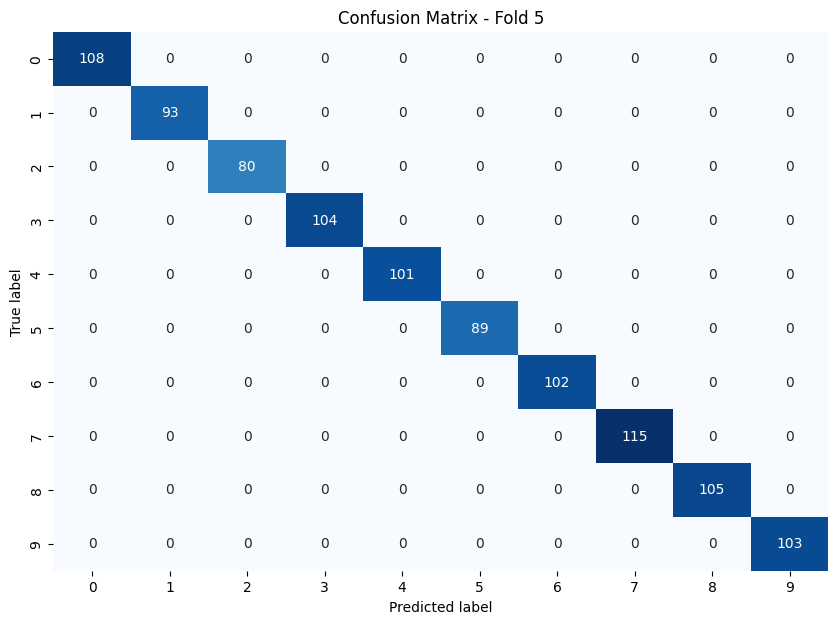 Confusion Matrix - Fold 5
True label
0 108 0 0 0 0 0 0 0 0 0
1 0 93 0 0 0 0 0 0 0 0
2 0 0 80 0 0 0 0 0 0 0
3 0 0 0 104 0 0 0 0 0 0
4 0 0 0 0 101 0 0 0 0 0
5 0 0 0 0 0 89 0 0 0 0
6 0 0 0 0 0 0 102 0 0 0
7 0 0 0 0 0 0 0 115 0 0
8 0 0 0 0 0 0 0 0 105 0
9 0 0 0 0 0 0 0 0 0 103
0 1 2 3 4 5 6 7 8 9
Predicted label